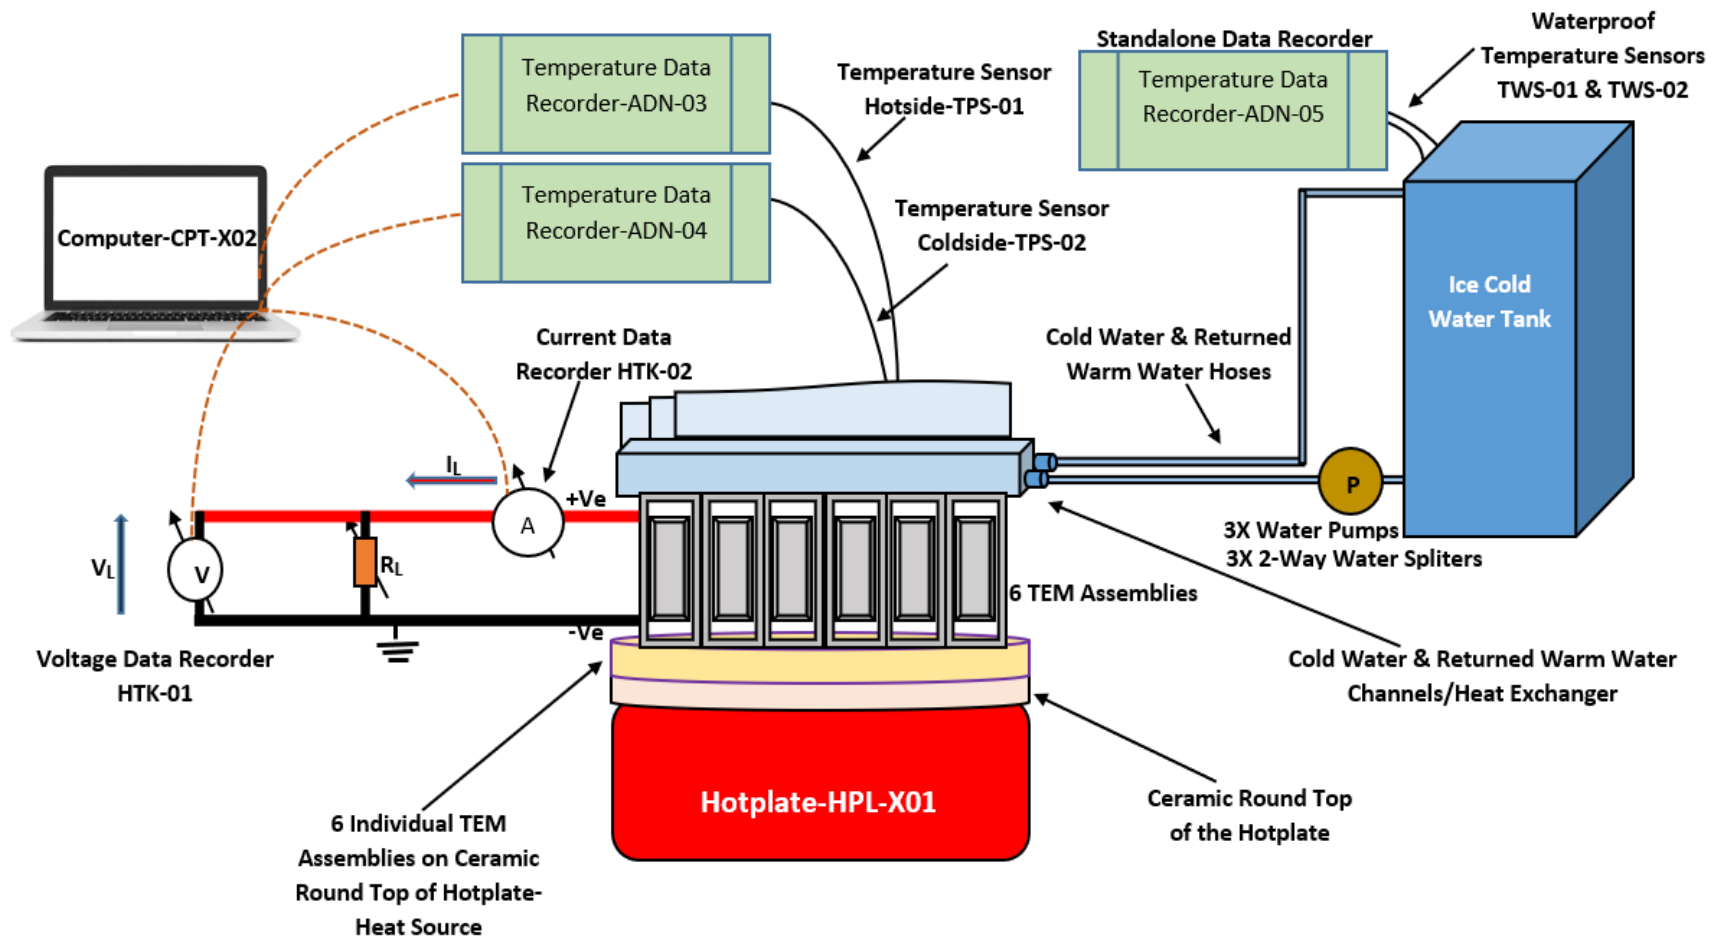 Temperature Data
Recorder-ADN-03
Temperature Sensor
Hotside-TPS-01
Standalone Data Recorder
Temperature Data
Recorder-ADN-05
Waterproof
Temperature Sensors
TWS-01 & TWS-02
Computer-CPT-X02
Temperature Data
Recorder-ADN-04
Temperature Sensor
Coldside-TPS-02
Ice Cold
Water Tank
Current Data
Recorder HTK-02
Cold Water & Returned
Warm Water Hoses
IL
+Ve
A
P
3X Water Pumps
3X 2-Way Water Spliters
VL
V
RL
6 TEM Assemblies
-Ve
Voltage Data Recorder
HTK-01
Cold Water & Returned Warm Water
Channels/Heat Exchanger
Hotplate-HPL-X01
Ceramic Round Top
of the Hotplate
6 Individual TEM
Assemblies on Ceramic
Round Top of Hotplate-
Heat Source